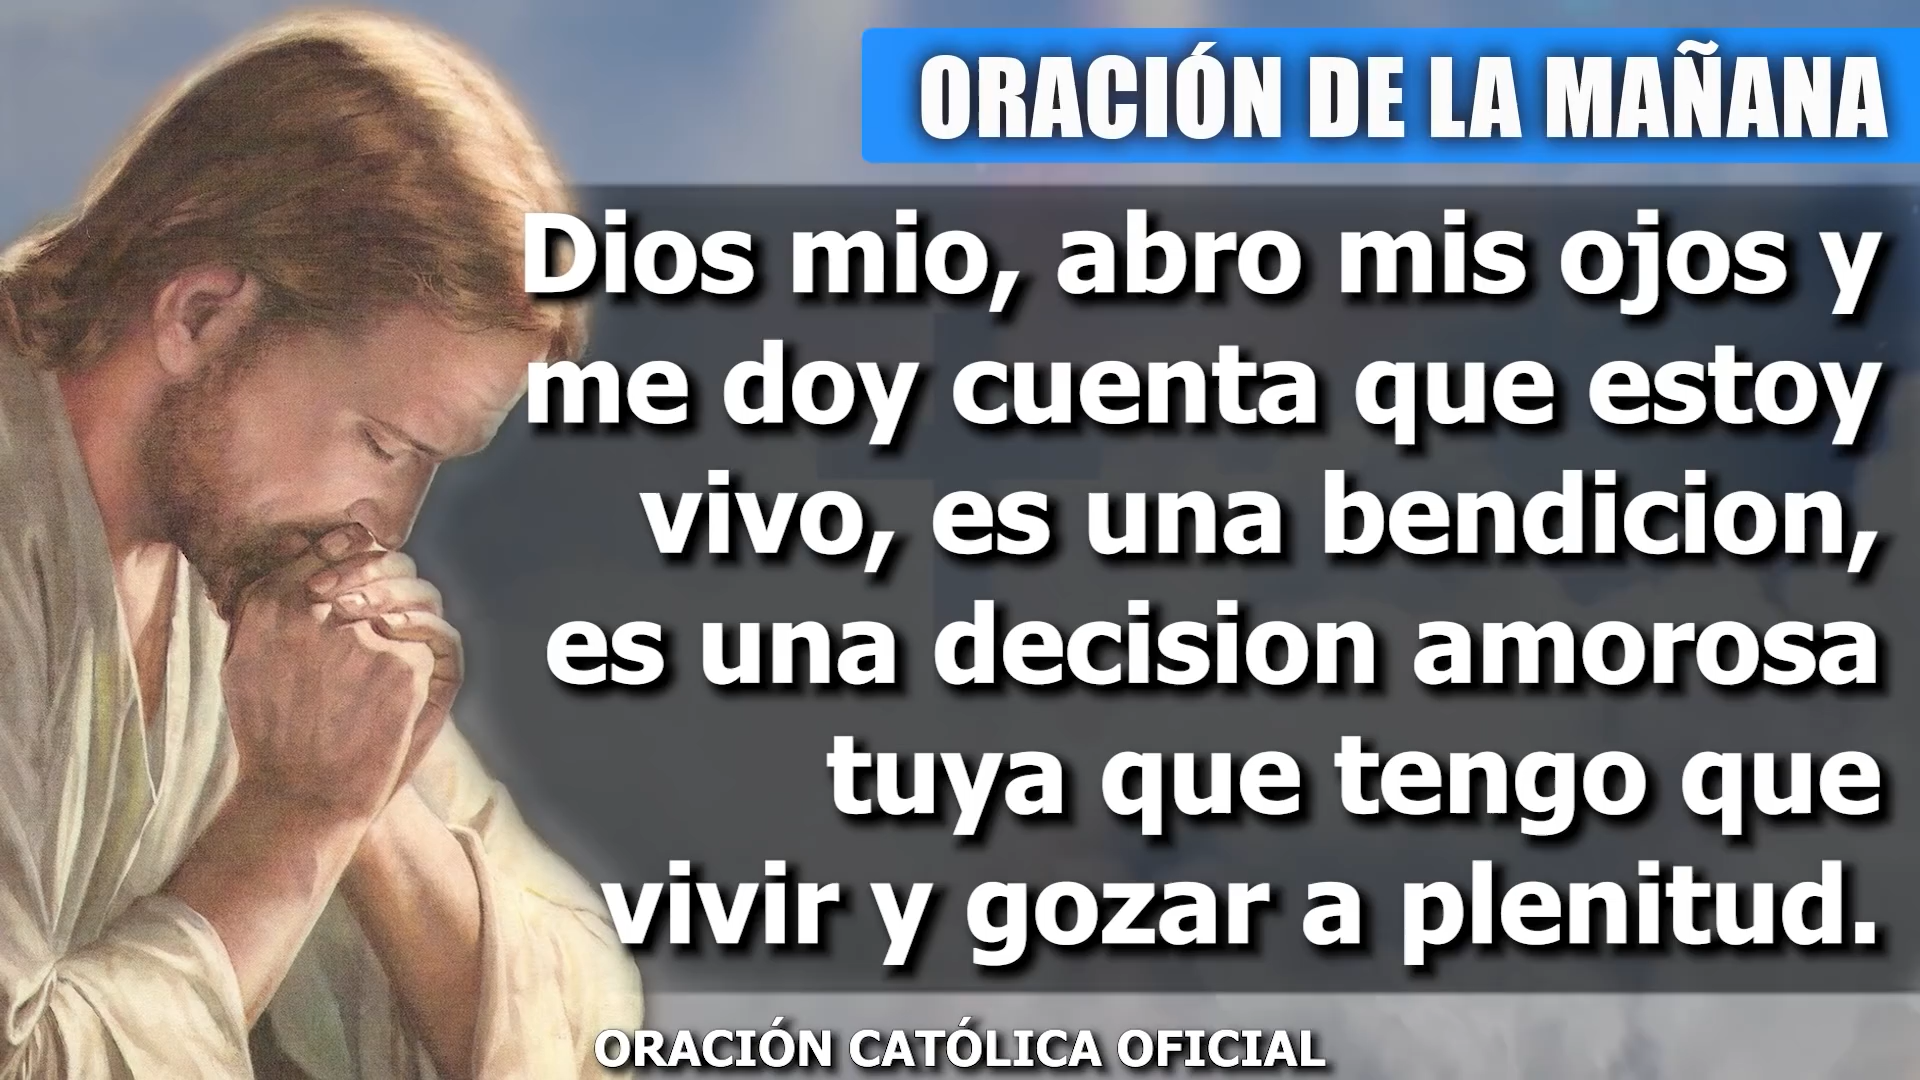 ORACIÓN DE LA MAÑANA
Dios mio, abro mis ojos y
me doy cuenta que estoy
vivo, es una bendicion,
es una decision amorosa
tuya que tengo que
vivir y gozar a plenitud.
ORACIÓN CATÓLICA OFICIAL